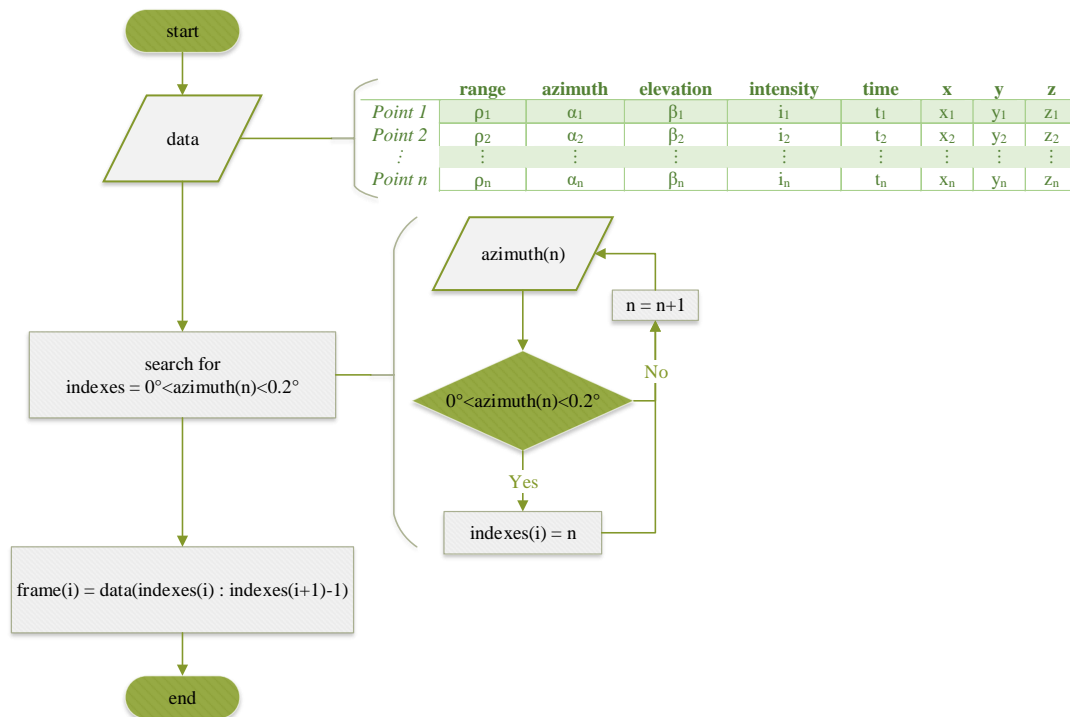 start
data
range azimuth elevation intensity time x y z
Point 1 ρ₁ α₁ β₁ i₁ t₁ x₁ y₁ z₁
Point 2 ρ₂ α₂ β₂ i₂ t₂ x₂ y₂ z₂
⋮ ⋮ ⋮ ⋮ ⋮ ⋮ ⋮ ⋮ ⋮
Point n ρₙ αₙ βₙ iₙ tₙ xₙ yₙ zₙ
azimuth(n)
n = n+1
search for
indexes = 0°<azimuth(n)<0.2°
No
0°<azimuth(n)<0.2°
Yes
indexes(i) = n
frame(i) = data(indexes(i) : indexes(i+1)-1)
end